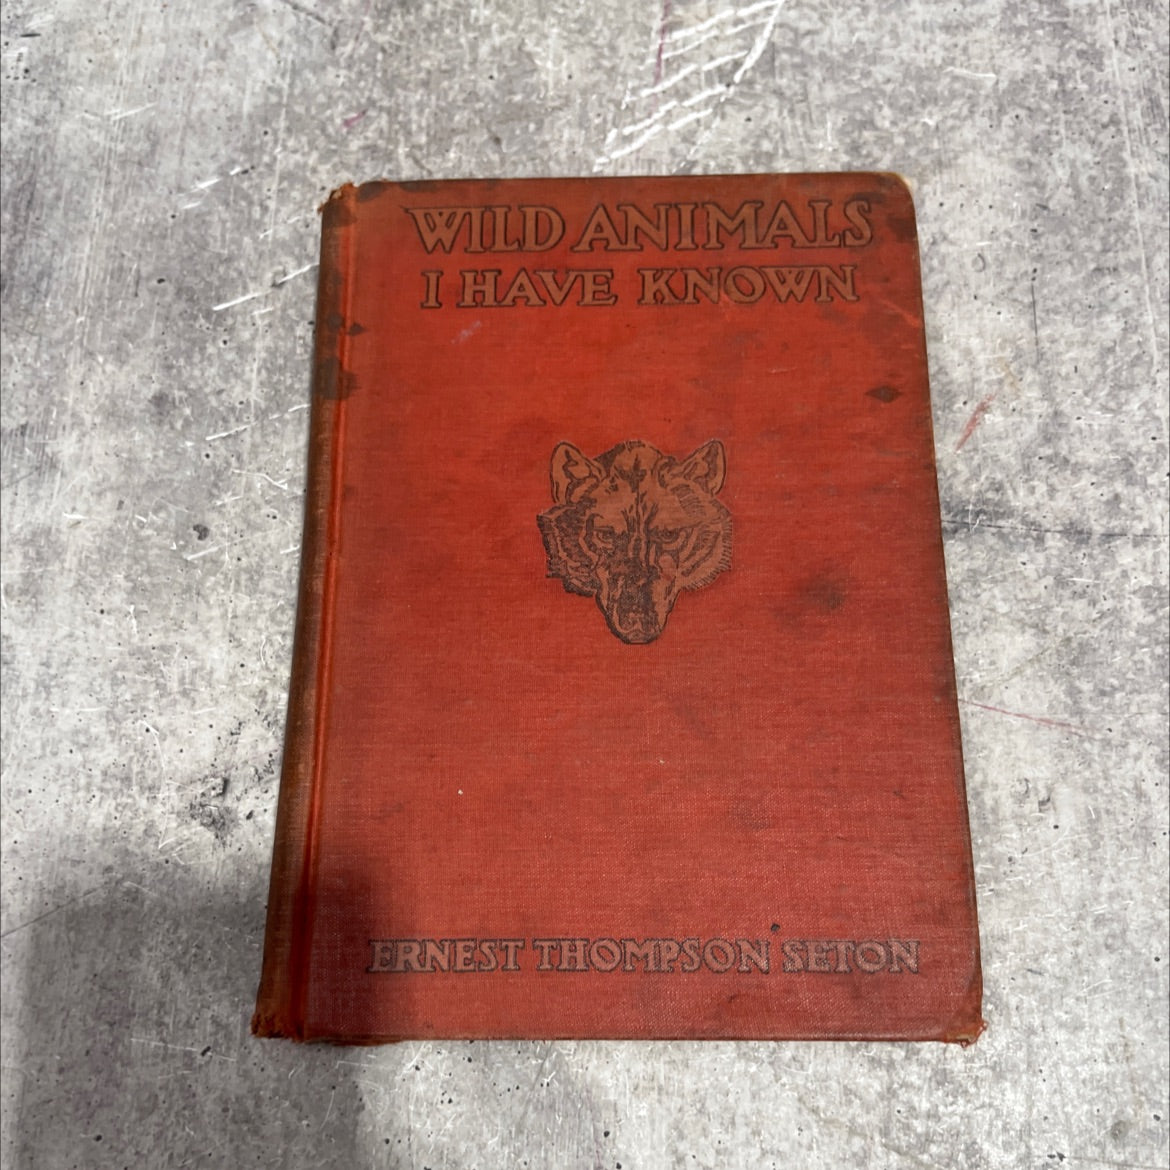 WILD ANIMALS
I HAVE KNOWN
ERNEST THOMPSON SETON